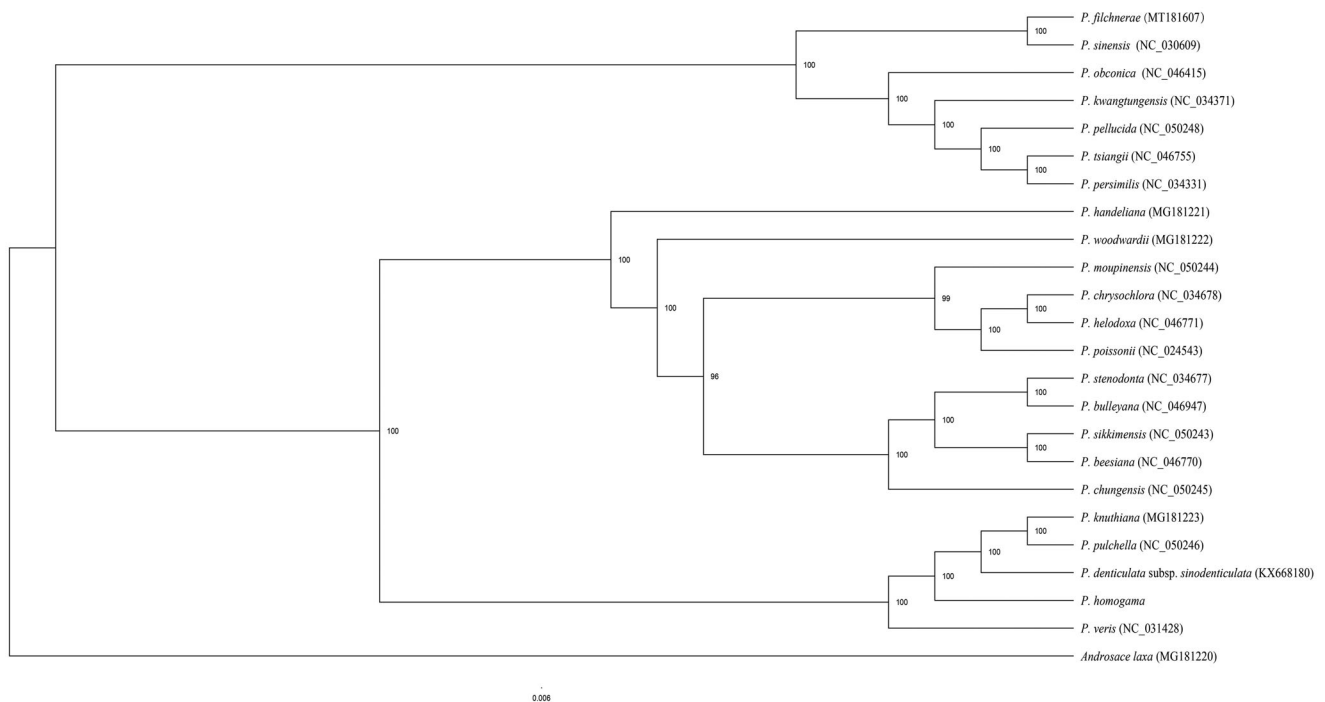 P. filchnerae (MT181607)
100
P. sinensis (NC_030609)
100
P. obconica (NC_046415)
100
P. kwangtungensis (NC_034371)
100
P. pellucida (NC_050248)
100
P. tsiangii (NC_046755)
100
P. persimilis (NC_034331)
P. handeliana (MG181221)
100
P. woodwardii (MG181222)
100
P. moupinensis (NC_050244)
99
P. chrysochlora (NC_034678)
100
P. helodoxa (NC_046771)
100
P. poissonii (NC_024543)
96
P. stenodonta (NC_034677)
100
P. bulleyana (NC_046947)
100
P. sikkimensis (NC_050243)
100
P. beesiana (NC_046770)
100
P. chungensis (NC_050245)
100
P. knuthiana (MG181223)
100
P. pulchella (NC_050246)
100
P. denticulata subsp. sinodenticulata (KX668180)
100
P. homogama
100
P. veris (NC_031428)
Androsace laxa (MG181220)
0.006